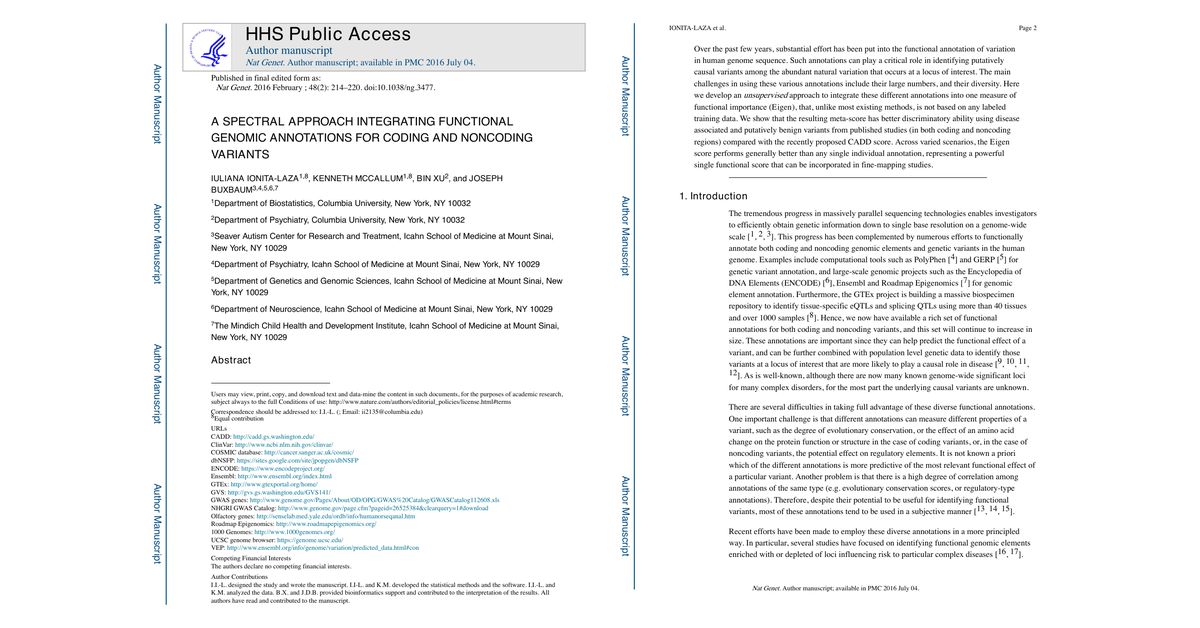 HHS Public Access
Author manuscript
Nat Genet. Author manuscript; available in PMC 2016 July 04.
Published in final edited form as:
Nat Genet. 2016 February ; 48(2): 214–220. doi:10.1038/ng.3477.
A SPECTRAL APPROACH INTEGRATING FUNCTIONAL
GENOMIC ANNOTATIONS FOR CODING AND NONCODING
VARIANTS
IULIANA IONITA-LAZA1,8, KENNETH MCCALLUM1,8, BIN XU2, and JOSEPH
BUXBAUM3,4,5,6,7
1Department of Biostatistics, Columbia University, New York, NY 10032
2Department of Psychiatry, Columbia University, New York, NY 10032
3Seaver Autism Center for Research and Treatment, Icahn School of Medicine at Mount Sinai,
New York, NY 10029
4Department of Psychiatry, Icahn School of Medicine at Mount Sinai, New York, NY 10029
5Department of Genetics and Genomic Sciences, Icahn School of Medicine at Mount Sinai, New
York, NY 10029
6Department of Neuroscience, Icahn School of Medicine at Mount Sinai, New York, NY 10029
7The Mindich Child Health and Development Institute, Icahn School of Medicine at Mount Sinai,
New York, NY 10029
Abstract
Users may view, print, copy, and download text and data-mine the content in such documents, for the purposes of academic research,
subject always to the full Conditions of use: http://www.nature.com/authors/editorial_policies/license.html#terms
Correspondence should be addressed to: I.I.-L. (; Email: ii2135@columbia.edu)
8Equal contribution
URLs
CADD: http://cadd.gs.washington.edu/
ClinVar: http://www.ncbi.nlm.nih.gov/clinvar/
COSMIC database: http://cancer.sanger.ac.uk/cosmic/
dbNSFP: https://sites.google.com/site/jpopgen/dbNSFP
ENCODE: https://www.encodeproject.org/
Ensembl: http://www.ensembl.org/index.html
GTEx: http://www.gtexportal.org/home/
GVS: http://gvs.gs.washington.edu/GVS141/
GWAS genes: http://www.genome.gov/Pages/About/OD/OPG/GWAS%20Catalog/GWASCatalog112608.xls
NHGRI GWAS Catalog: http://www.genome.gov/page.cfm?pageid=26525384&clearquery=1#download
Olfactory genes: http://senselab.med.yale.edu/ordb/info/humanorseqanal.htm
Roadmap Epigenomics: http://www.roadmapepigenomics.org/
1000 Genomes: http://www.1000genomes.org/
UCSC genome browser: https://genome.ucsc.edu/
VEP: http://www.ensembl.org/info/genome/variation/predicted_data.html#con
Competing Financial Interests
The authors declare no competing financial interests.
Author Contributions
I.I.-L. designed the study and wrote the manuscript. I.I-L. and K.M. developed the statistical methods and the software. I.I.-L. and
K.M. analyzed the data. B.X. and J.D.B. provided bioinformatics support and contributed to the interpretation of the results. All
authors have read and contributed to the manuscript.
Author Manuscript
Author Manuscript
Author Manuscript
Author Manuscript
IONITA-LAZA et al.
Page 2
Over the past few years, substantial effort has been put into the functional annotation of variation
in human genome sequence. Such annotations can play a critical role in identifying putatively
causal variants among the abundant natural variation that occurs at a locus of interest. The main
challenges in using these various annotations include their large numbers, and their diversity. Here
we develop an unsupervised approach to integrate these different annotations into one measure of
functional importance (Eigen), that, unlike most existing methods, is not based on any labeled
training data. We show that the resulting meta-score has better discriminatory ability using disease
associated and putatively benign variants from published studies (in both coding and noncoding
regions) compared with the recently proposed CADD score. Across varied scenarios, the Eigen
score performs generally better than any single individual annotation, representing a powerful
single functional score that can be incorporated in fine-mapping studies.
1. Introduction
The tremendous progress in massively parallel sequencing technologies enables investigators
to efficiently obtain genetic information down to single base resolution on a genome-wide
scale [1, 2, 3]. This progress has been complemented by numerous efforts to functionally
annotate both coding and noncoding genomic elements and genetic variants in the human
genome. Examples include computational tools such as PolyPhen [4] and GERP [5] for
genetic variant annotation, and large-scale genomic projects such as the Encyclopedia of
DNA Elements (ENCODE) [6], Ensembl and Roadmap Epigenomics [7] for genomic
element annotation. Furthermore, the GTEx project is building a massive biospecimen
repository to identify tissue-specific eQTLs and splicing QTLs using more than 40 tissues
and over 1000 samples [8]. Hence, we now have available a rich set of functional
annotations for both coding and noncoding variants, and this set will continue to increase in
size. These annotations are important since they can help predict the functional effect of a
variant, and can be further combined with population level genetic data to identify those
variants at a locus of interest that are more likely to play a causal role in disease [9, 10, 11,
12]. As is well-known, although there are now many known genome-wide significant loci
for many complex disorders, for the most part the underlying causal variants are unknown.
There are several difficulties in taking full advantage of these diverse functional annotations.
One important challenge is that different annotations can measure different properties of a
variant, such as the degree of evolutionary conservation, or the effect of an amino acid
change on the protein function or structure in the case of coding variants, or, in the case of
noncoding variants, the potential effect on regulatory elements. It is not known a priori
which of the different annotations is more predictive of the most relevant functional effect of
a particular variant. Another problem is that there is a high degree of correlation among
annotations of the same type (e.g. evolutionary conservation scores, or regulatory-type
annotations). Therefore, despite their potential to be useful for identifying functional
variants, most of these annotations tend to be used in a subjective manner [13, 14, 15].
Recent efforts have been made to employ these diverse annotations in a more principled
way. In particular, several studies have focused on identifying functional genomic elements
enriched with or depleted of loci influencing risk to particular complex diseases [16, 17].
Nat Genet. Author manuscript; available in PMC 2016 July 04.
Author Manuscript
Author Manuscript
Author Manuscript
Author Manuscript